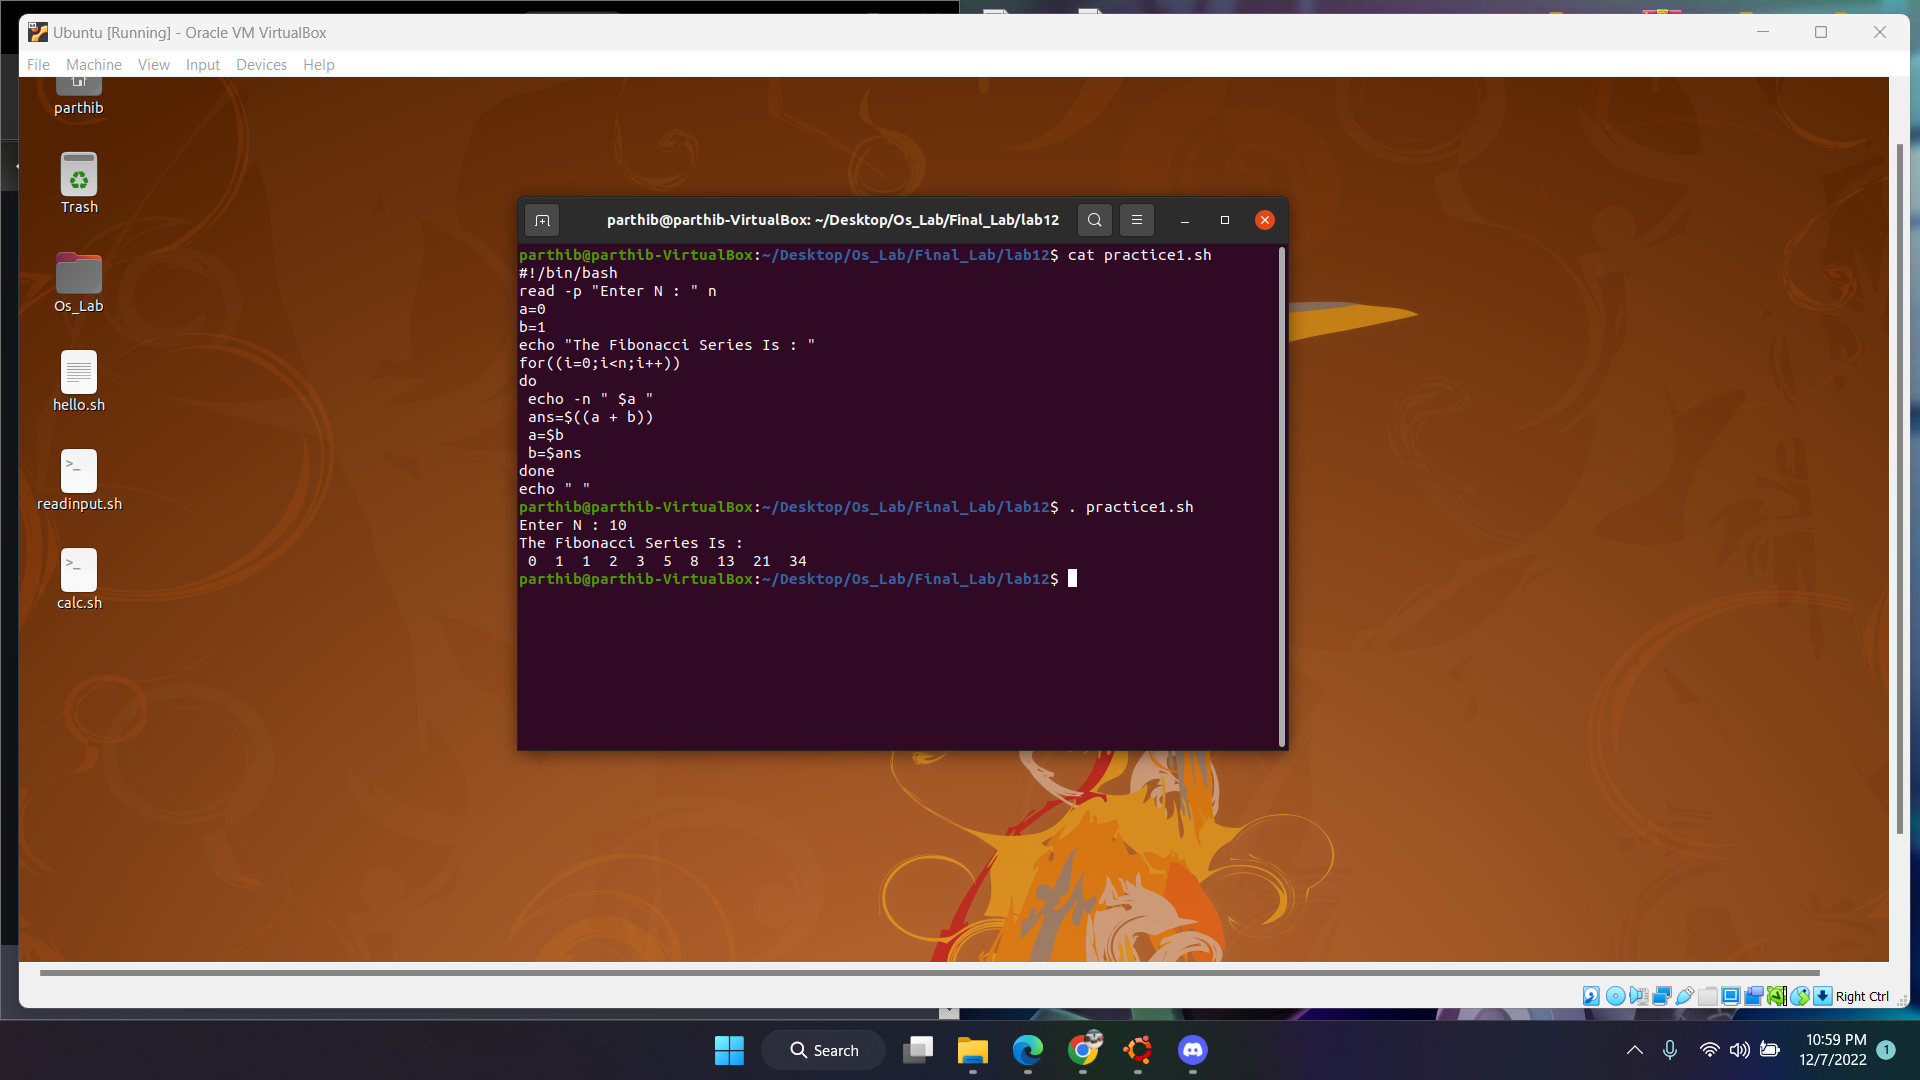 Ubuntu [Running] - Oracle VM VirtualBox
File Machine View Input Devices Help
parthib
Trash
Os_Lab
hello.sh
>_
readinput.sh
>_
calc.sh
parthib@parthib-VirtualBox: ~/Desktop/Os_Lab/Final_Lab/lab12
parthib@parthib-VirtualBox:~/Desktop/Os_Lab/Final_Lab/lab12$ cat practice1.sh
#!/bin/bash
read -p "Enter N : " n
a=0
b=1
echo "The Fibonacci Series Is : "
for((i=0;i<n;i++))
do
 echo -n " $a "
 ans=$((a + b))
 a=$b
 b=$ans
done
echo " "
parthib@parthib-VirtualBox:~/Desktop/Os_Lab/Final_Lab/lab12$ . practice1.sh
Enter N : 10
The Fibonacci Series Is :
 0  1  1  2  3  5  8  13  21  34
parthib@parthib-VirtualBox:~/Desktop/Os_Lab/Final_Lab/lab12$
Right Ctrl
Search
10:59 PM
12/7/2022
1